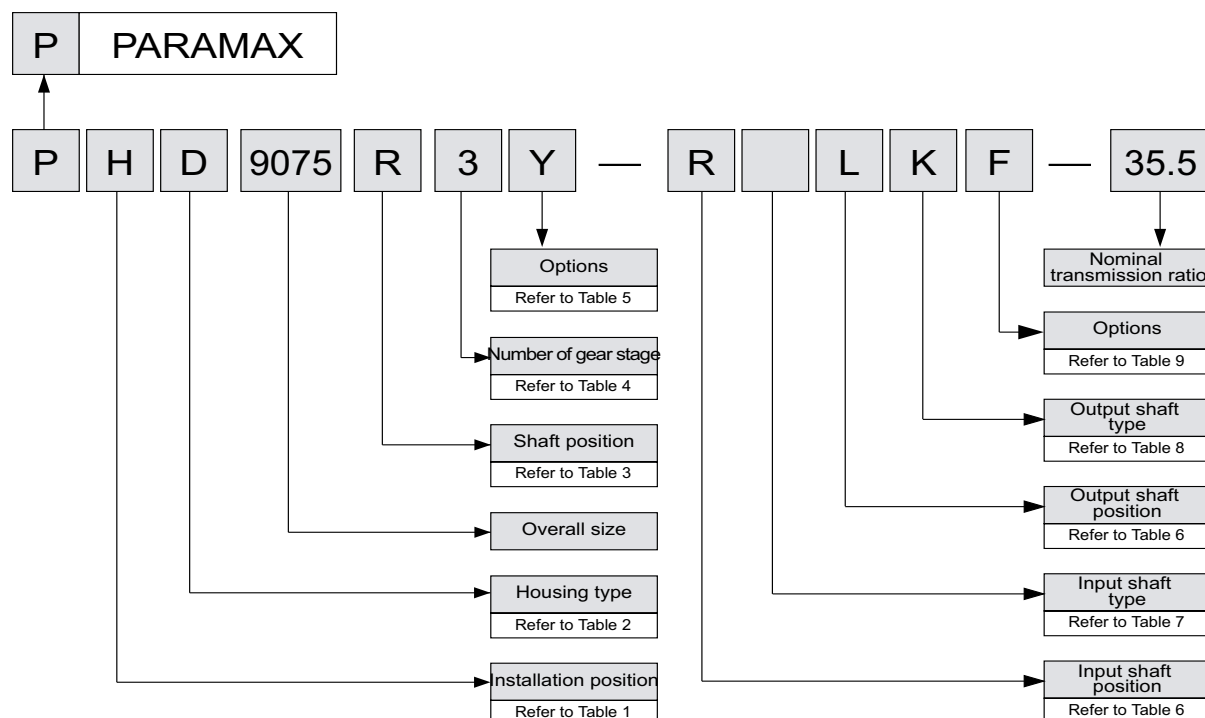 P PARAMAX
P H D 9075 R 3 Y — R L K F — 35.5
Options
Refer to Table 5
Number of gear stage
Refer to Table 4
Shaft position
Refer to Table 3
Overall size
Housing type
Refer to Table 2
Installation position
Refer to Table 1
Nominal
transmission ratio
Options
Refer to Table 9
Output shaft
type
Refer to Table 8
Output shaft
position
Refer to Table 6
Input shaft
type
Refer to Table 7
Input shaft
position
Refer to Table 6